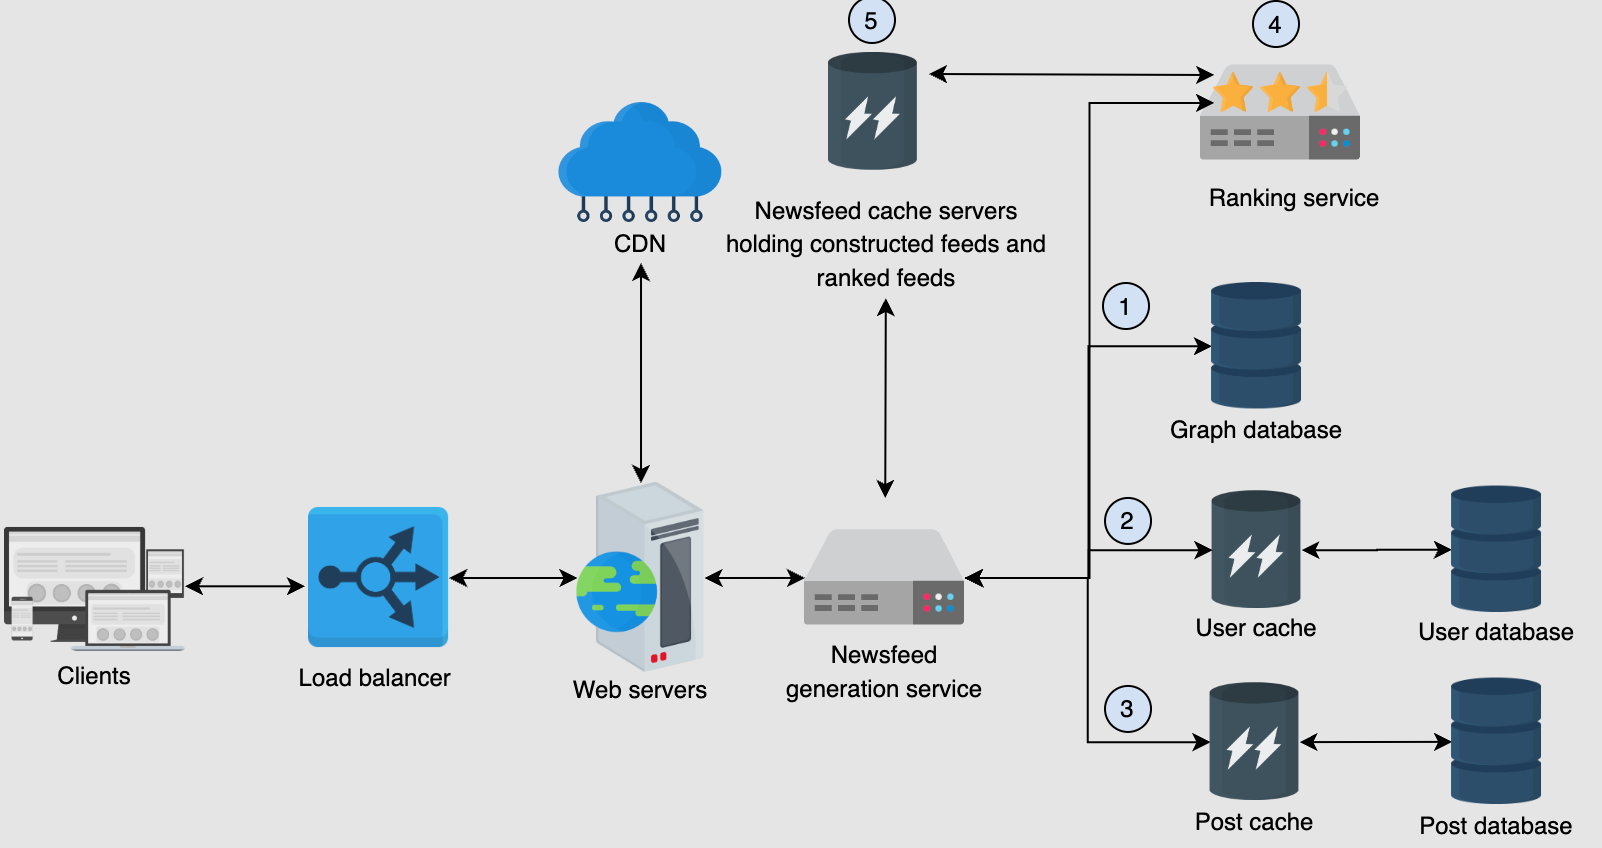 5
4
Ranking service
Newsfeed cache servers
holding constructed feeds and
ranked feeds
CDN
1
Graph database
2
User cache
User database
Clients
Load balancer
Web servers
Newsfeed
generation service
3
Post cache
Post database